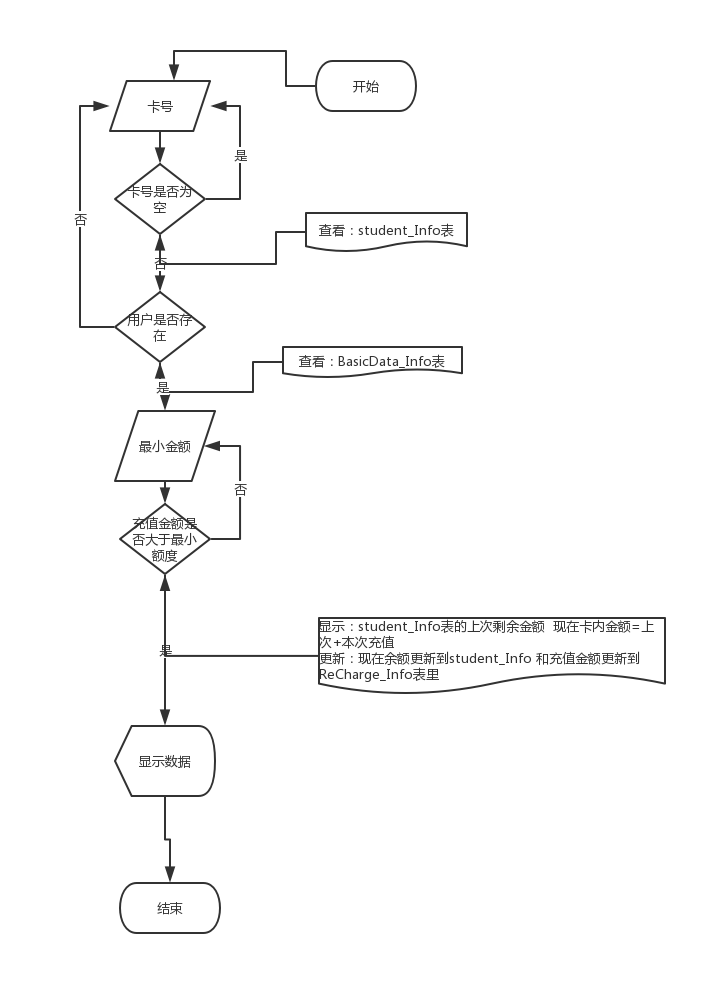 开始
卡号
是
卡号是否为
空
否
查看：student_Info表
否
用户是否存
在
查看：BasicData_Info表
是
最小金额
否
充值金额是
否大于最小
额度
显示：student_Info表的上次剩余金额  现在卡内金额=上
次+本次充值
更新：现在余额更新到student_Info 和充值金额更新到
ReCharge_Info表里
是
显示数据
结束